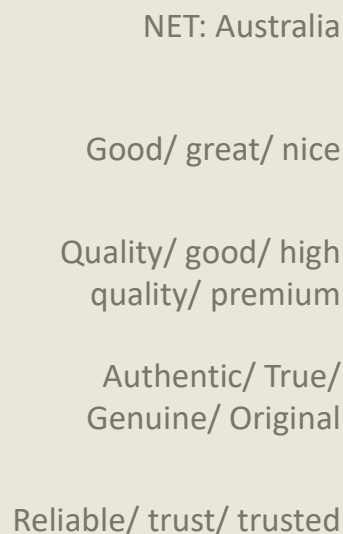 NET: Australia
Good/ great/ nice
Quality/ good/ high
quality/ premium
Authentic/ True/
Genuine/ Original
Reliable/ trust/ trusted